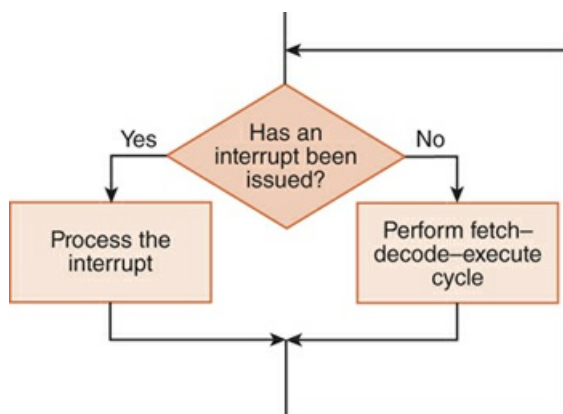 Has an
interrupt been
issued?
Yes
No
Process the
interrupt
Perform fetch–
decode–execute
cycle